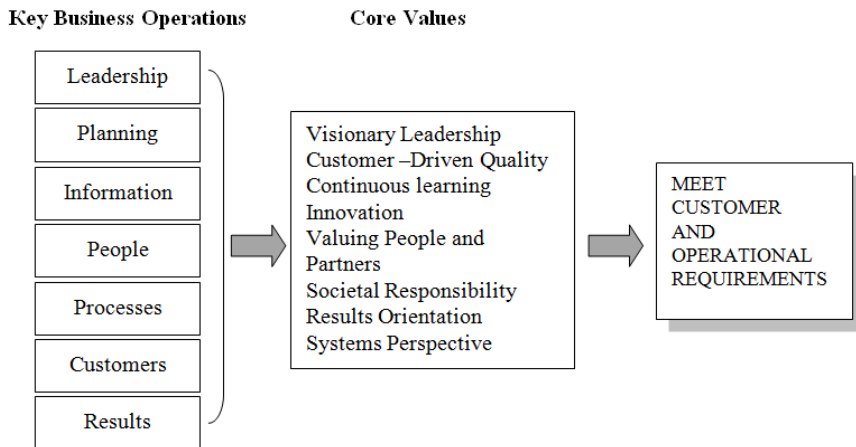 Key Business Operations
Core Values
Leadership
Planning
Information
People
Processes
Customers
Results
Visionary Leadership
Customer –Driven Quality
Continuous learning
Innovation
Valuing People and
Partners
Societal Responsibility
Results Orientation
Systems Perspective
MEET
CUSTOMER
AND
OPERATIONAL
REQUIREMENTS